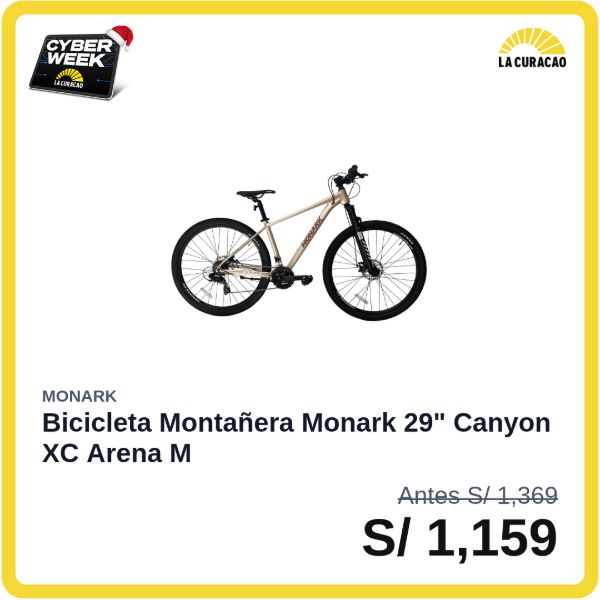 CYBER
WEEK
LA CURACAO
LA CURACAO
MONARK
MONARK
Bicicleta Montañera Monark 29" Canyon
XC Arena M
Antes S/ 1,369
S/ 1,159